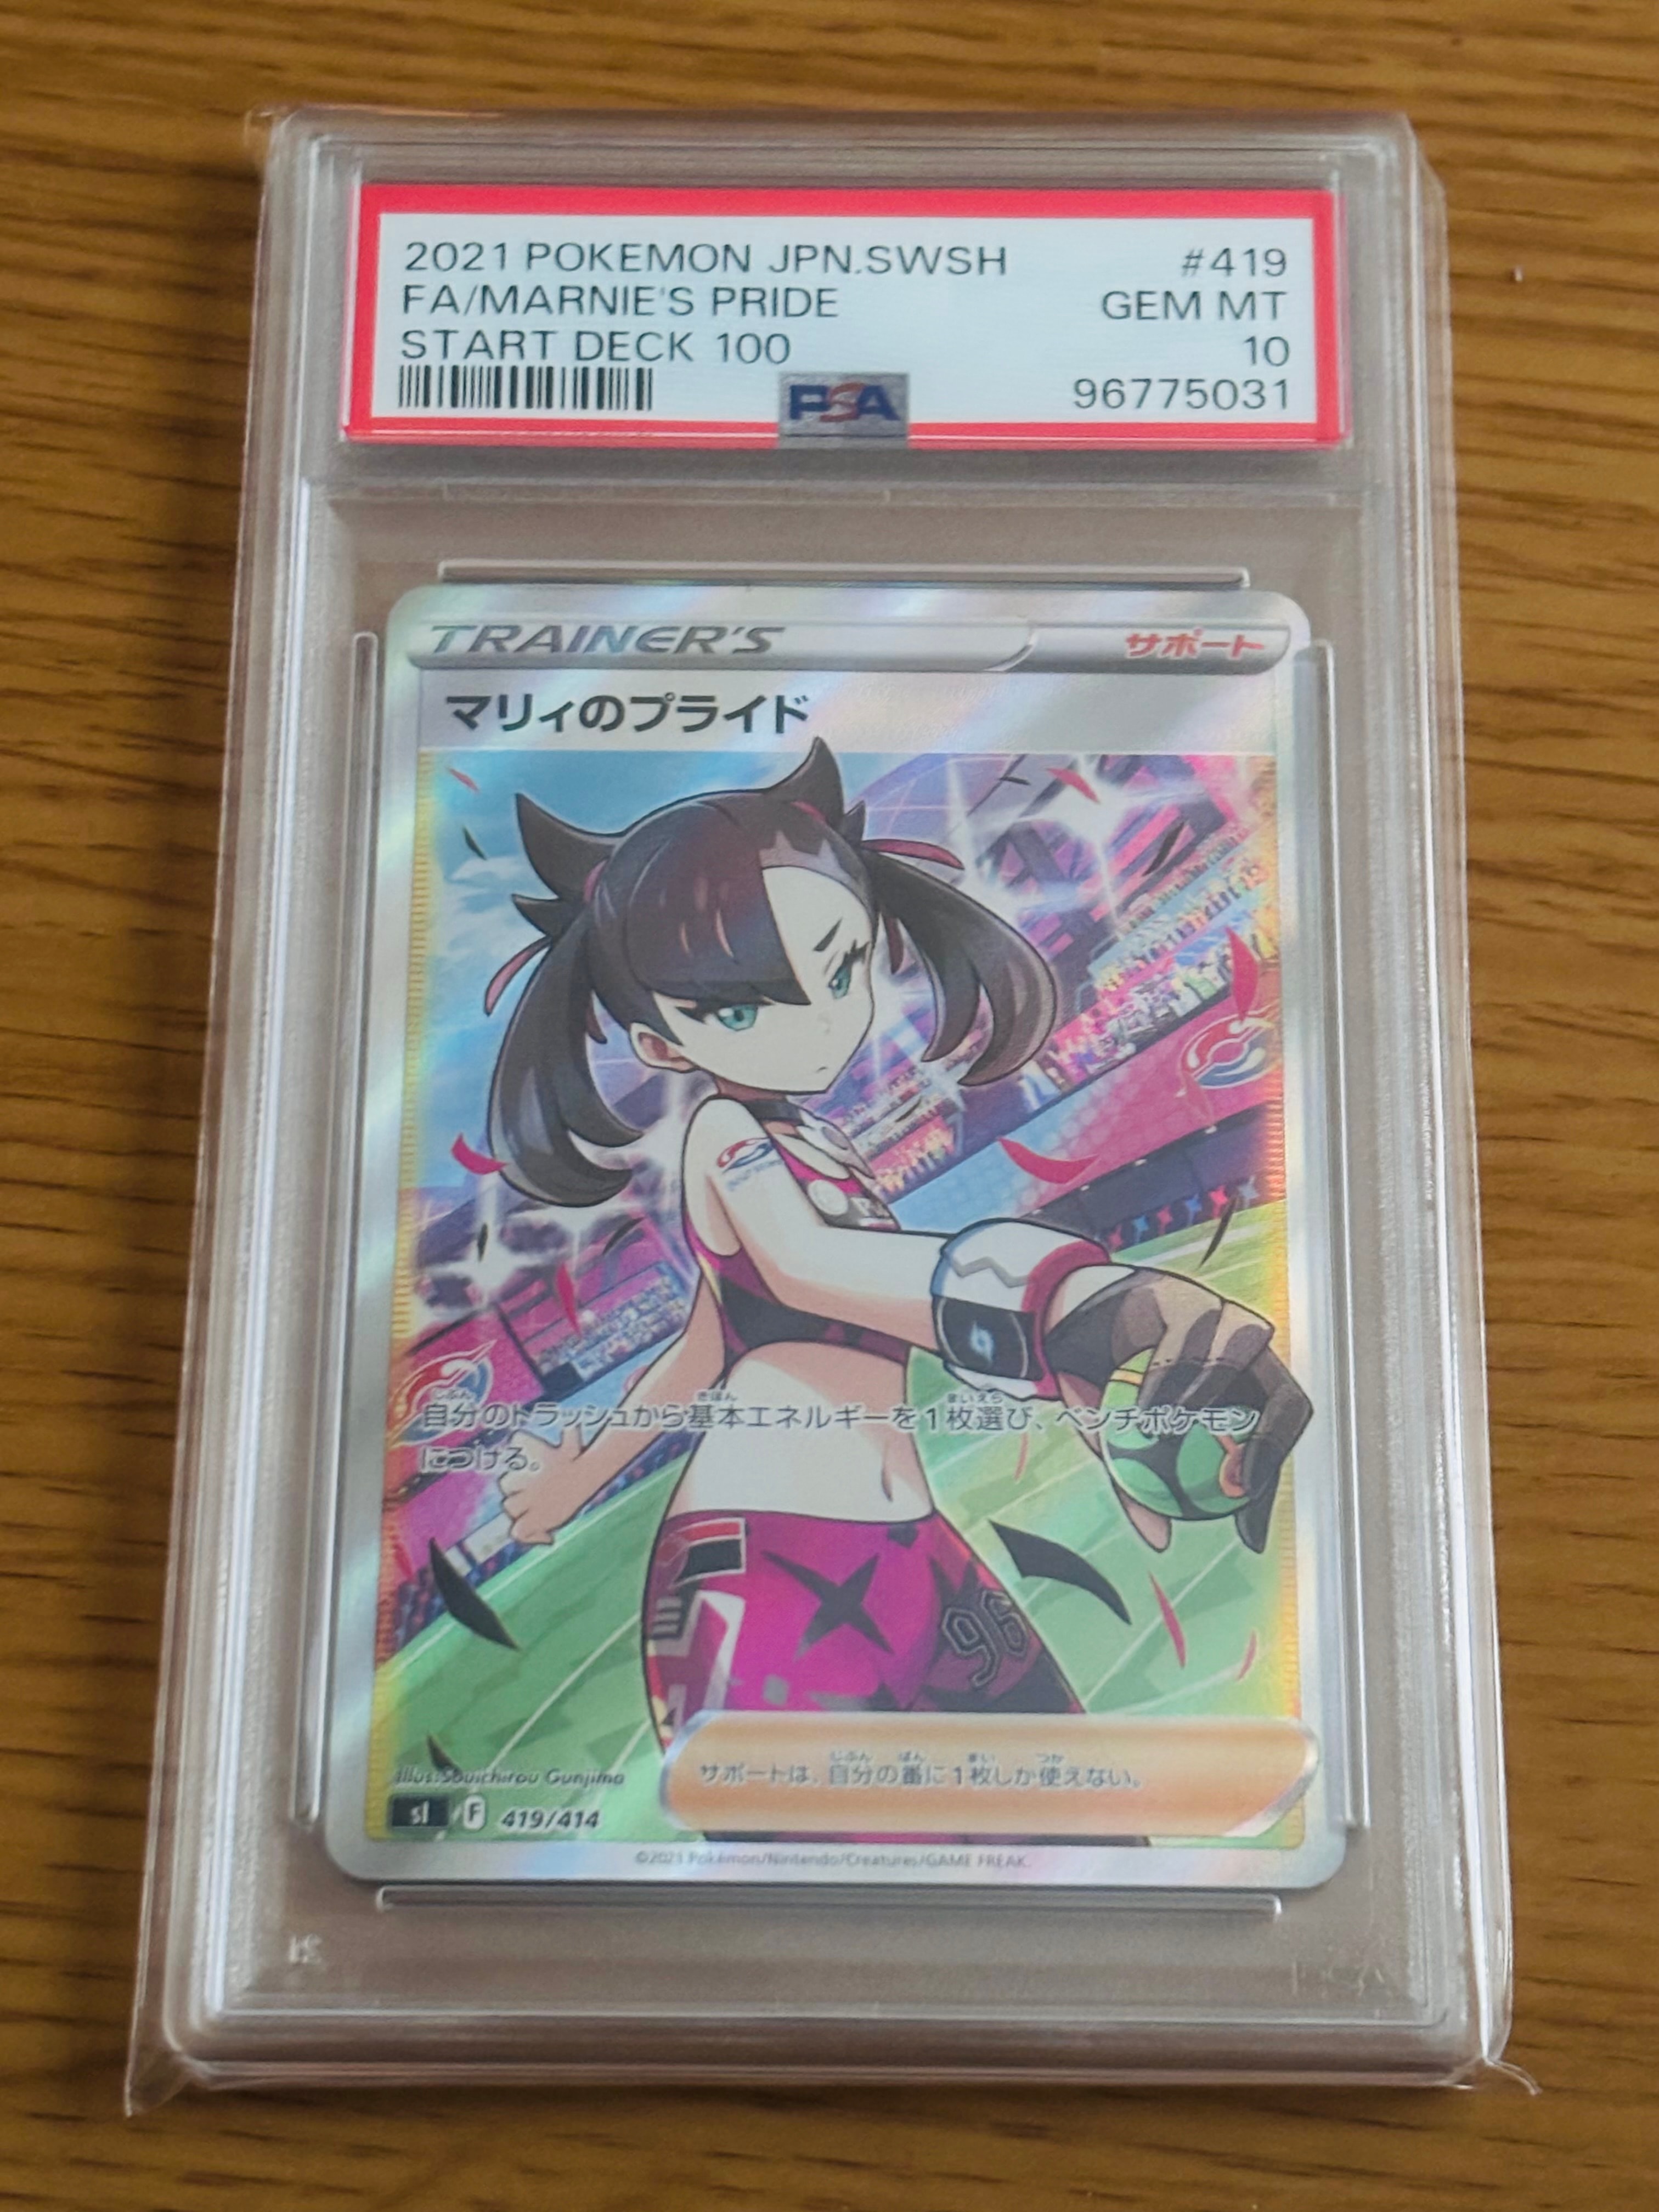 2021 POKEMON JPN.SWSH #419
FA/MARNIE'S PRIDE GEM MT
START DECK 100 10
PSA 96775031
TRAINER'S サポート
マリィのプライド
自分のトラッシュから基本エネルギーを1枚選び、ベンチポケモン
につける。
96
サポートは、自分の番に1枚しか使えない。
Illus. Souichirou Gunjima
sI F 419/414
©2021 Pokémon/Nintendo/Creatures/GAME FREAK.